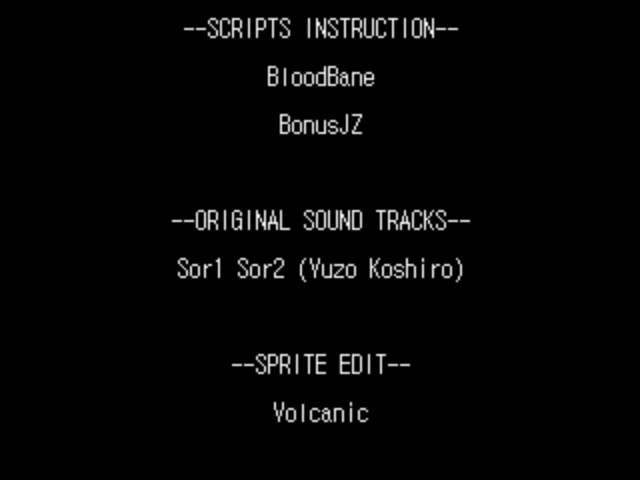 --SCRIPTS INSTRUCTION--
BloodBane
BonusJZ
--ORIGINAL SOUND TRACKS--
Sor1 Sor2 (Yuzo Koshiro)
--SPRITE EDIT--
Volcanic